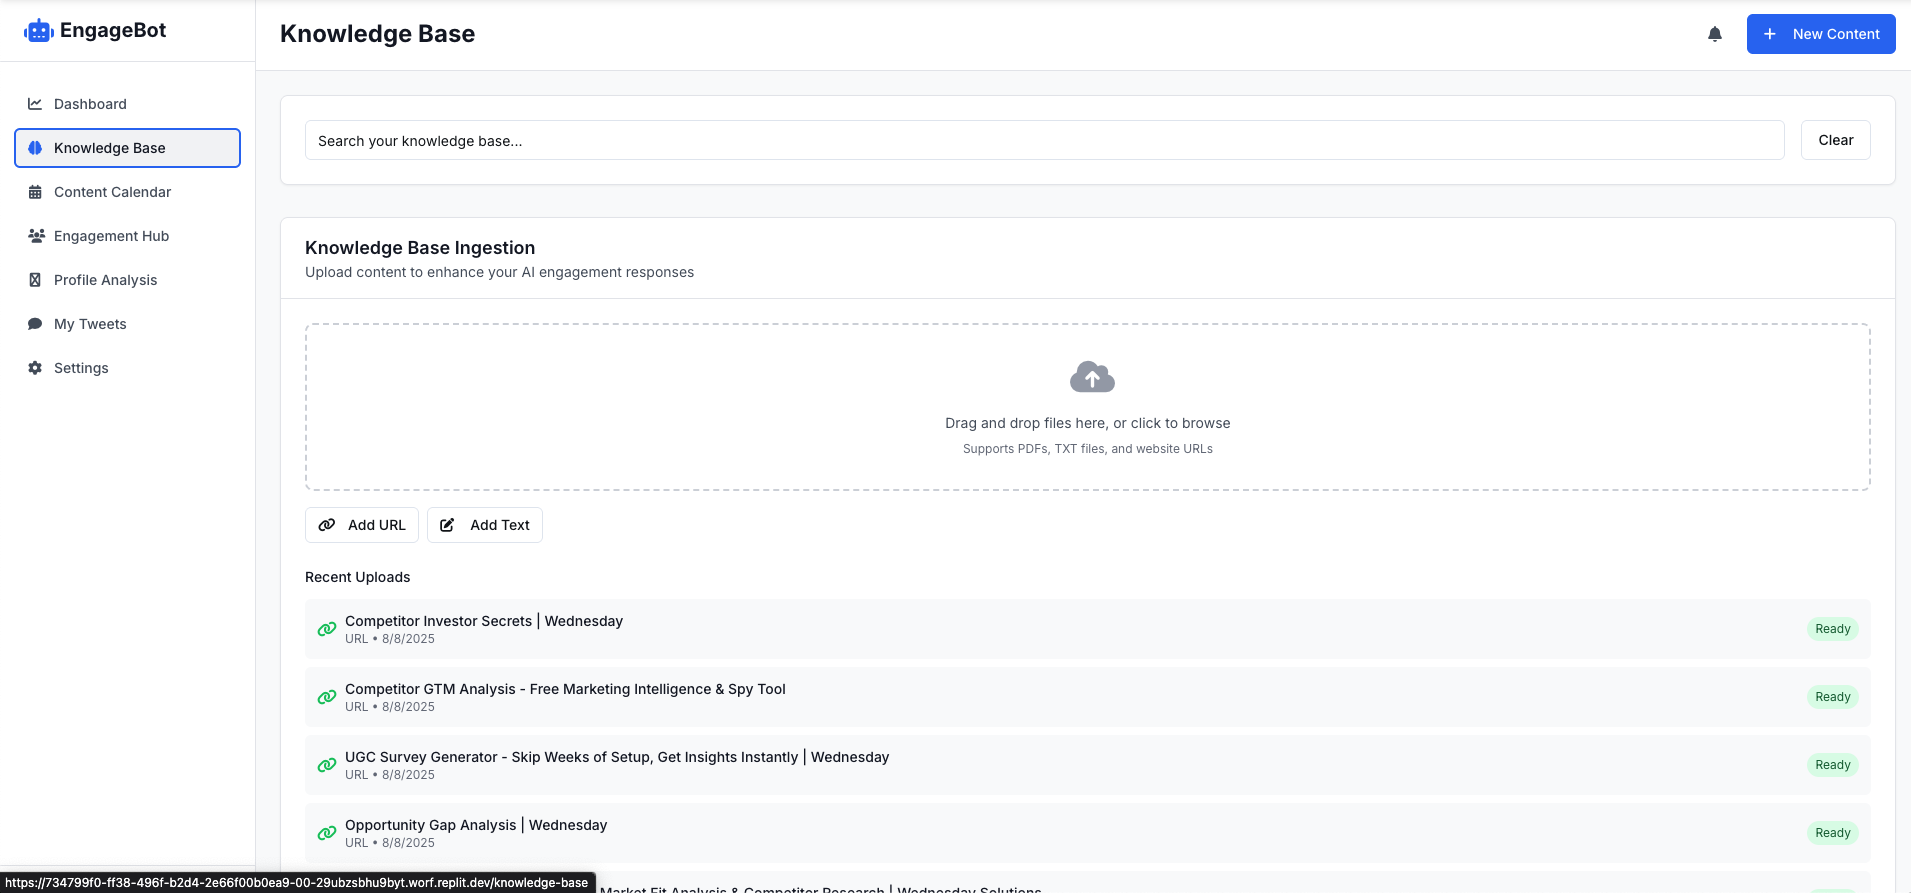 EngageBot
Dashboard
Knowledge Base
Content Calendar
Engagement Hub
Profile Analysis
My Tweets
Settings
Knowledge Base
New Content
Search your knowledge base...
Clear
Knowledge Base Ingestion
Upload content to enhance your AI engagement responses
Drag and drop files here, or click to browse
Supports PDFs, TXT files, and website URLs
Add URL
Add Text
Recent Uploads
Competitor Investor Secrets | Wednesday
URL • 8/8/2025
Ready
Competitor GTM Analysis - Free Marketing Intelligence & Spy Tool
URL • 8/8/2025
Ready
UGC Survey Generator - Skip Weeks of Setup, Get Insights Instantly | Wednesday
URL • 8/8/2025
Ready
Opportunity Gap Analysis | Wednesday
URL • 8/8/2025
Ready
Market Fit Analysis & Competitor Research | Wednesday Solutions
https://734799f0-ff38-496f-b2d4-2e66f00b0ea9-00-29ubzsbhu9byt.worf.replit.dev/knowledge-base